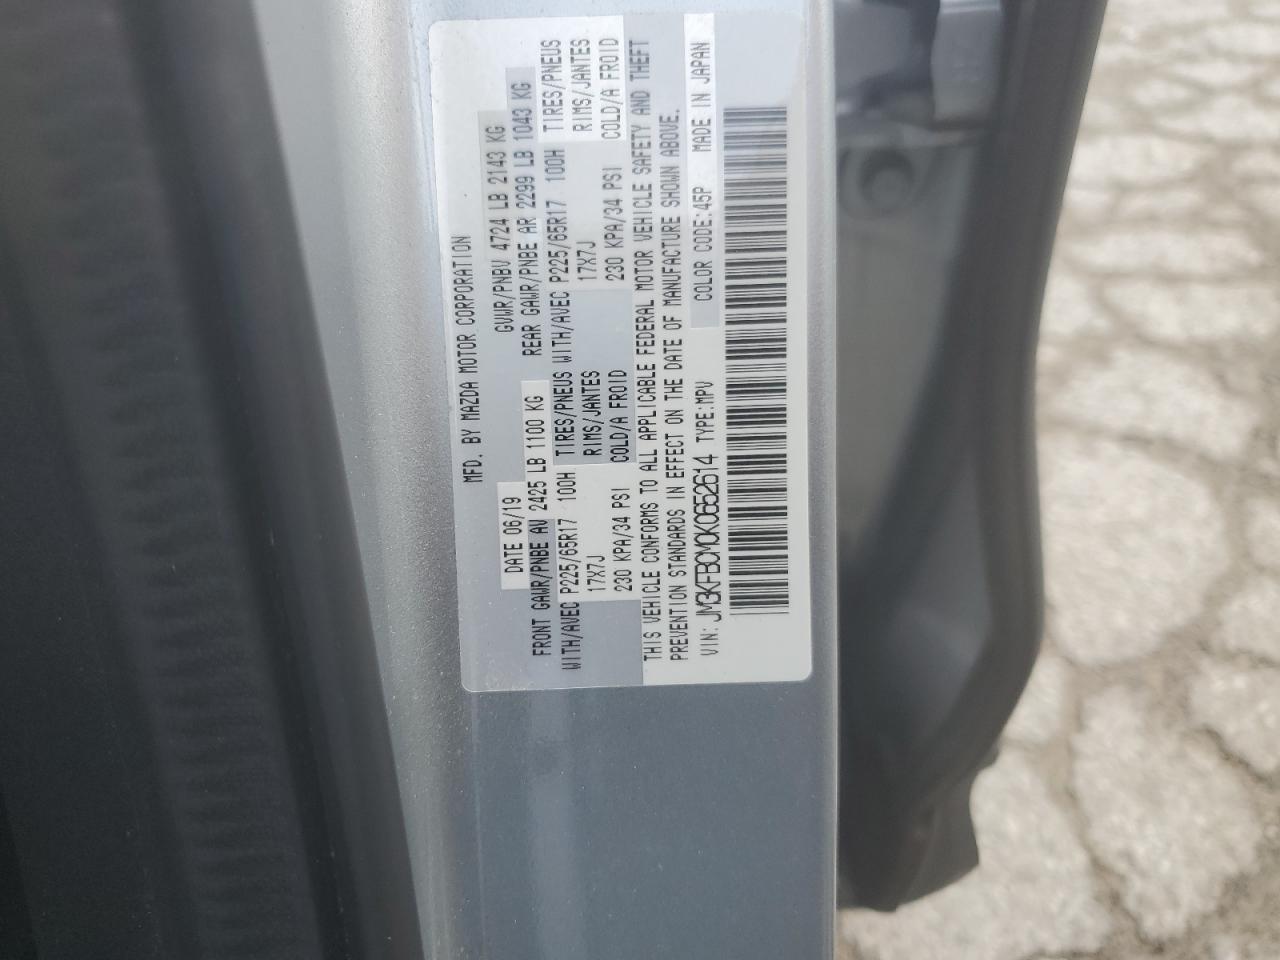 MFD. BY MAZDA MOTOR CORPORATION
DATE 06/19 GVWR/PNBV 4724 LB 2143 KG
FRONT GAWR/PNBE AV 2425 LB 1100 KG REAR GAWR/PNBE AR 2299 LB 1043 KG
WITH/AVEC P225/65R17 100H TIRES/PNEUS WITH/AVEC P225/65R17 100H TIRES/PNEUS
17X7J RIMS/JANTES 17X7J RIMS/JANTES
230 KPA/34 PSI COLD/A FROID 230 KPA/34 PSI COLD/A FROID
THIS VEHICLE CONFORMS TO ALL APPLICABLE FEDERAL MOTOR VEHICLE SAFETY AND THEFT
PREVENTION STANDARDS IN EFFECT ON THE DATE OF MANUFACTURE SHOWN ABOVE.
VIN: JM3KFBCM0K0652614 TYPE:MPV COLOR CODE:45P MADE IN JAPAN